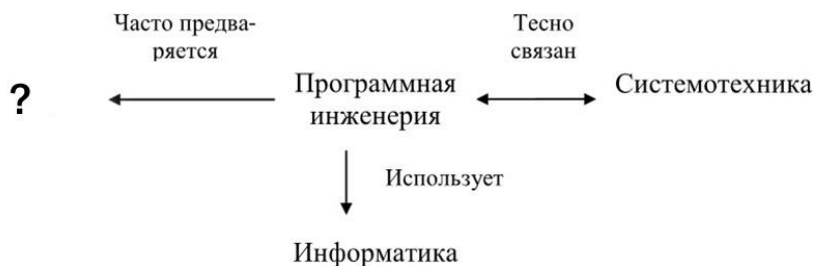 Часто предва-
ряется
Тесно
связан
?
Программная
инженерия
Системотехника
Использует
Информатика